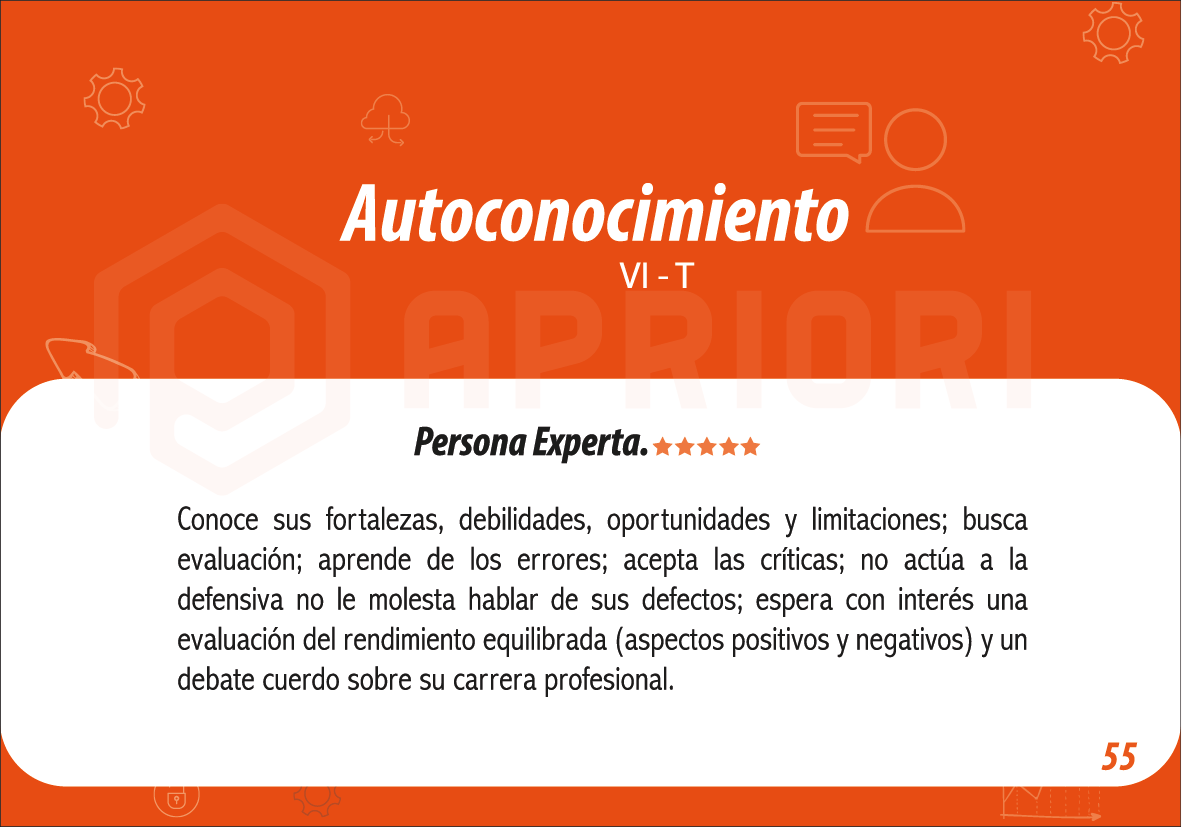 Autoconocimiento
VI - T
APRIORI
Persona Experta.
Conoce sus fortalezas, debilidades, oportunidades y limitaciones; busca
evaluación; aprende de los errores; acepta las críticas; no actúa a la
defensiva no le molesta hablar de sus defectos; espera con interés una
evaluación del rendimiento equilibrada (aspectos positivos y negativos) y un
debate cuerdo sobre su carrera profesional.
55